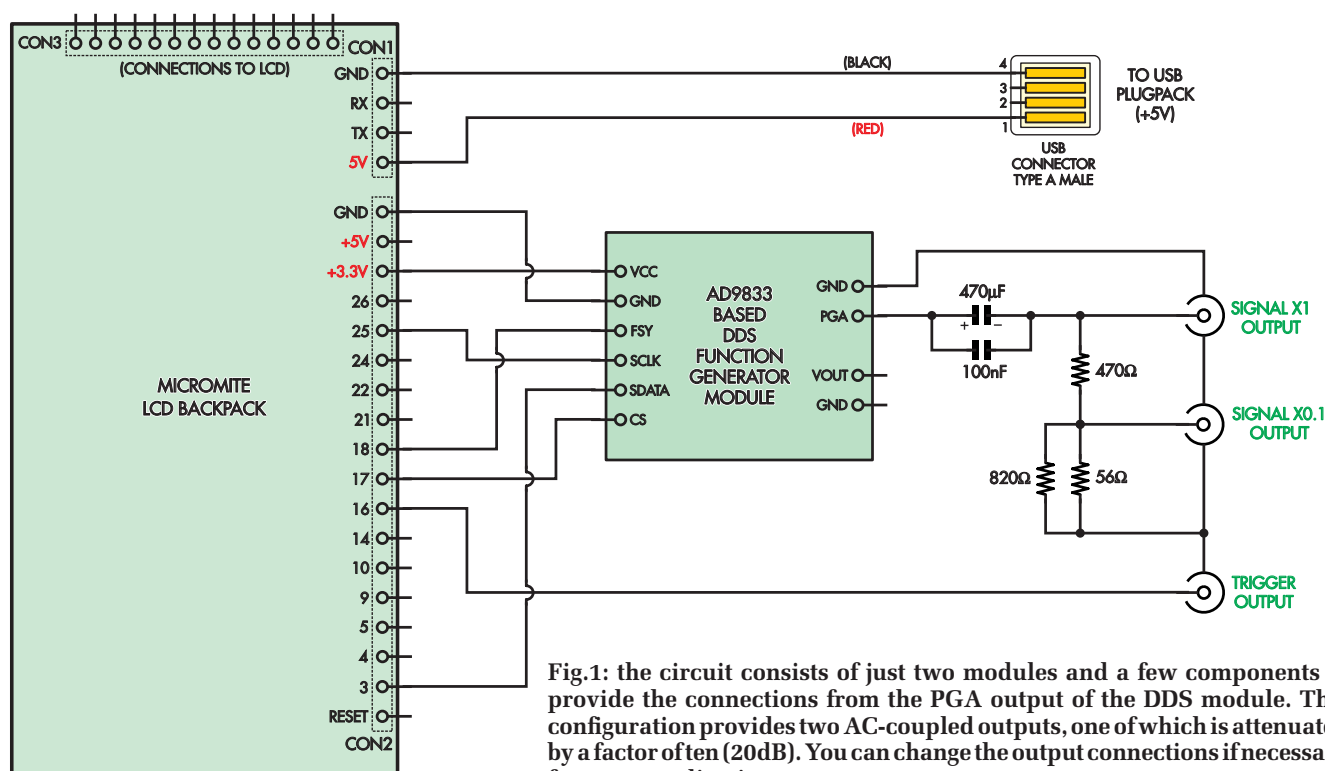 CON3
(CONNECTIONS TO LCD)
CON1
GND
RX
TX
5V
GND
+5V
+3.3V
26
25
24
22
21
18
17
16
14
10
9
5
4
3
RESET
CON2
MICROMITE
LCD BACKPACK
(BLACK)
(RED)
4
3
2
1
USB
CONNECTOR
TYPE A MALE
TO USB
PLUGPACK
(+5V)
VCC
GND
FSY
SCLK
SDATA
CS
AD9833
BASED
DDS
FUNCTION
GENERATOR
MODULE
GND
PGA
VOUT
GND
470µF
+ –
100nF
470Ω
820Ω
56Ω
SIGNAL X1
OUTPUT
SIGNAL X0.1
OUTPUT
TRIGGER
OUTPUT
Fig.1: the circuit consists of just two modules and a few components
provide the connections from the PGA output of the DDS module.
configuration provides two AC-coupled outputs, one of which is
by a factor of ten (20dB). You can change the output connections if